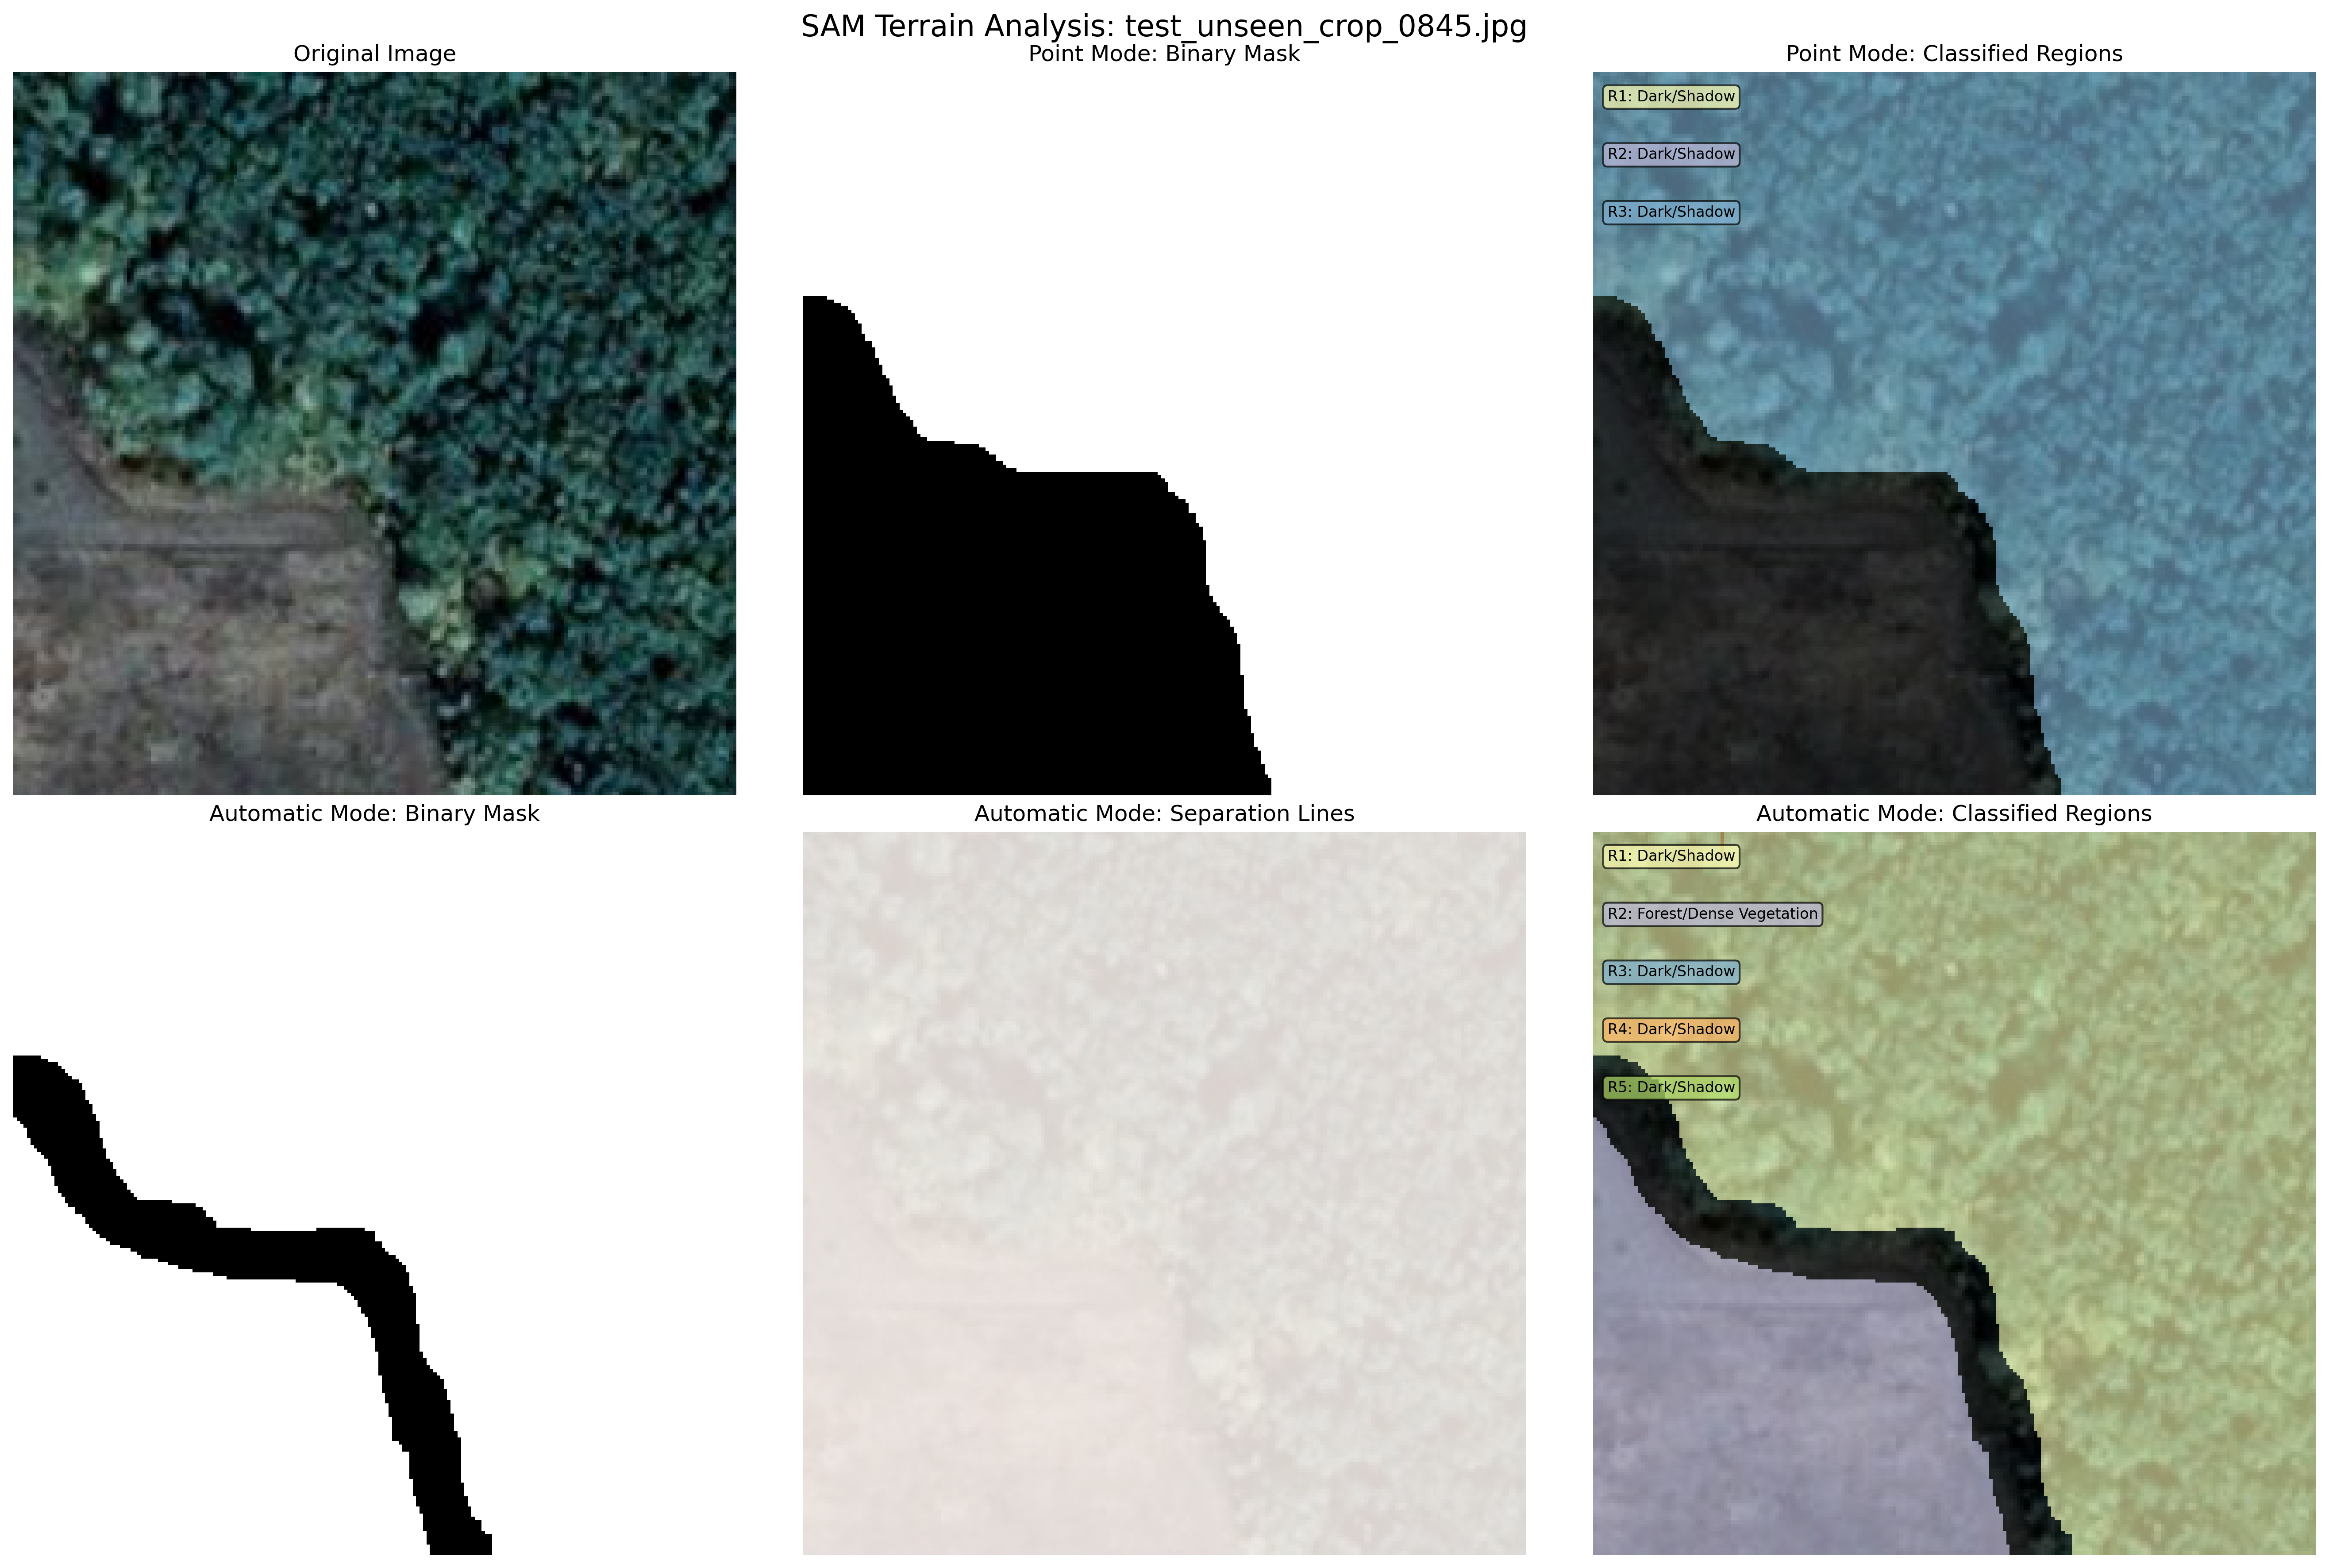 SAM Terrain Analysis: test_unseen_crop_0845.jpg
Original Image
Point Mode: Binary Mask
Point Mode: Classified Regions
R1: Dark/Shadow
R2: Dark/Shadow
R3: Dark/Shadow
Automatic Mode: Binary Mask
Automatic Mode: Separation Lines
Automatic Mode: Classified Regions
R1: Dark/Shadow
R2: Forest/Dense Vegetation
R3: Dark/Shadow
R4: Dark/Shadow
R5: Dark/Shadow